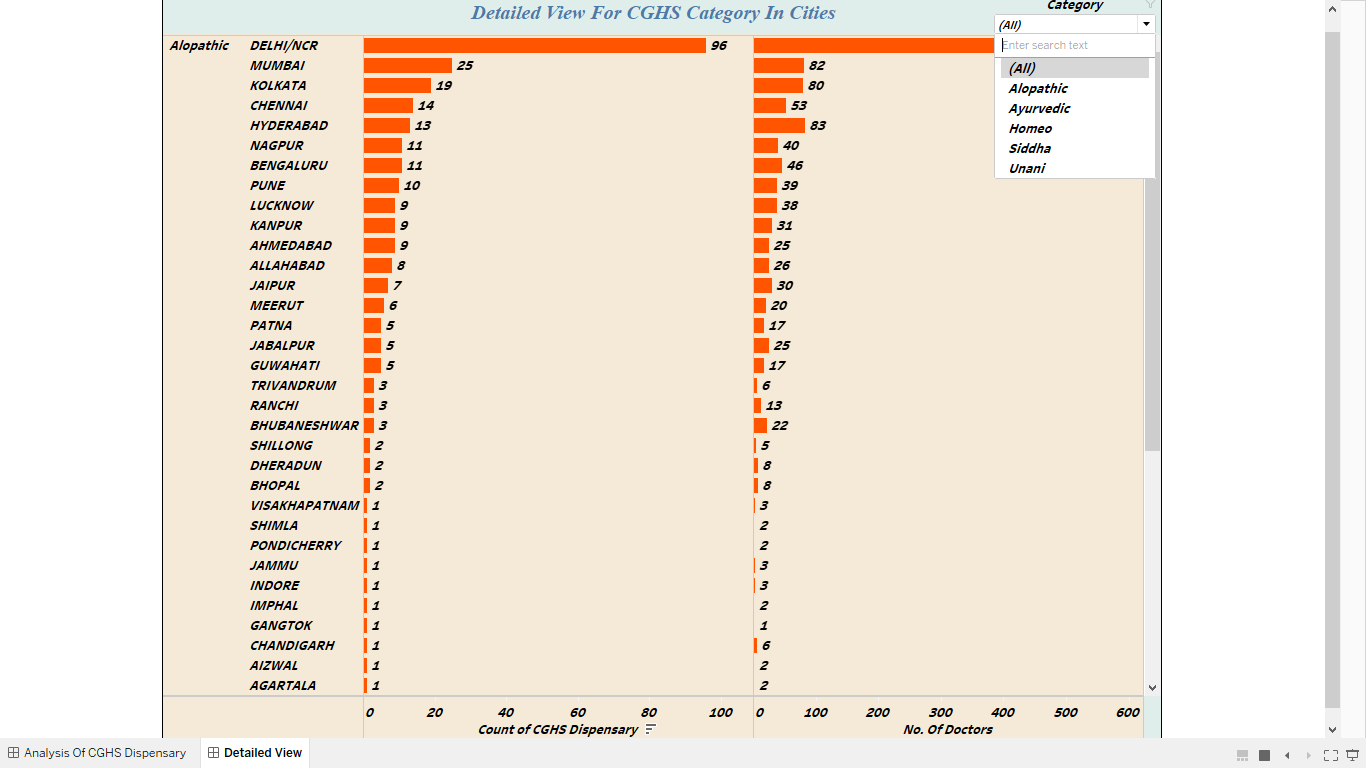 Detailed View For CGHS Category In Cities
Category
(All)
Enter search text
(All)
Alopathic
Ayurvedic
Homeo
Siddha
Unani
Alopathic DELHI/NCR 96
MUMBAI 25 82
KOLKATA 19 80
CHENNAI 14 53
HYDERABAD 13 83
NAGPUR 11 40
BENGALURU 11 46
PUNE 10 39
LUCKNOW 9 38
KANPUR 9 31
AHMEDABAD 9 25
ALLAHABAD 8 26
JAIPUR 7 30
MEERUT 6 20
PATNA 5 17
JABALPUR 5 25
GUWAHATI 5 17
TRIVANDRUM 3 6
RANCHI 3 13
BHUBANESHWAR 3 22
SHILLONG 2 5
DHERADUN 2 8
BHOPAL 2 8
VISAKHAPATNAM 1 3
SHIMLA 1 2
PONDICHERRY 1 2
JAMMU 1 3
INDORE 1 3
IMPHAL 1 2
GANGTOK 1 1
CHANDIGARH 1 6
AIZWAL 1 2
AGARTALA 1 2
0 20 40 60 80 100 0 100 200 300 400 500 600
Count of CGHS Dispensary No. Of Doctors
Analysis Of CGHS Dispensary Detailed View